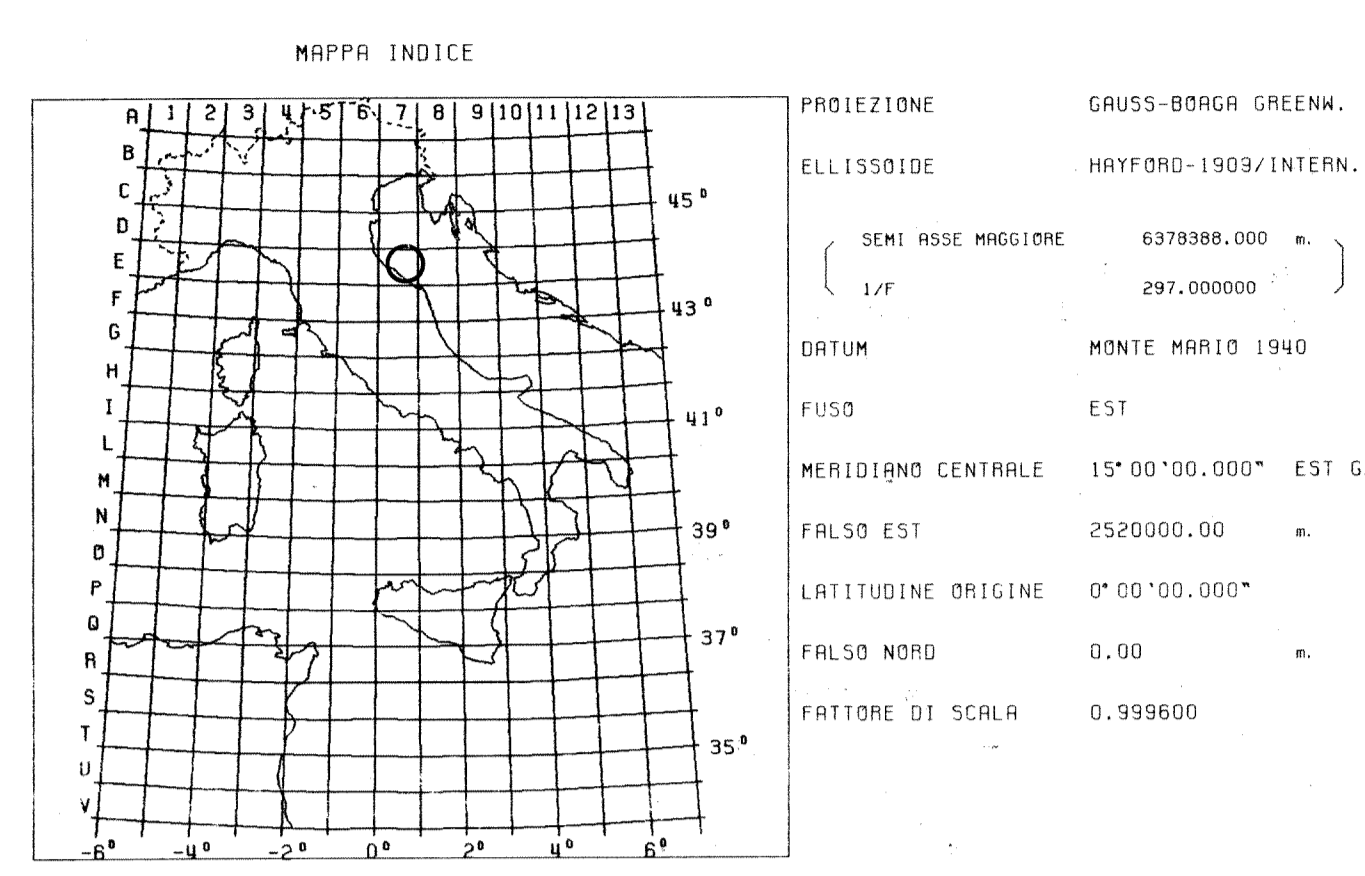 MAPPA INDICE
A 1 2 3 4 5 6 7 8 9 10 11 12 13
B
C
D
E
F
G
H
I
L
M
N
O
P
Q
R
S
T
U
V
45°
43°
41°
39°
37°
35°
-6° -4° -2° 0° 2° 4° 6°
PROIEZIONE GAUSS-BOAGA GREENW.
ELLISSOIDE HAYFORD-1909/INTERN.
SEMI ASSE MAGGIORE 6378388.000 m.
1/F 297.000000
DATUM MONTE MARIO 1940
FUSO EST
MERIDIANO CENTRALE 15°00'00.000" EST G
FALSO EST 2520000.00 m.
LATITUDINE ORIGINE 0°00'00.000"
FALSO NORD 0.00 m.
FATTORE DI SCALA 0.999600